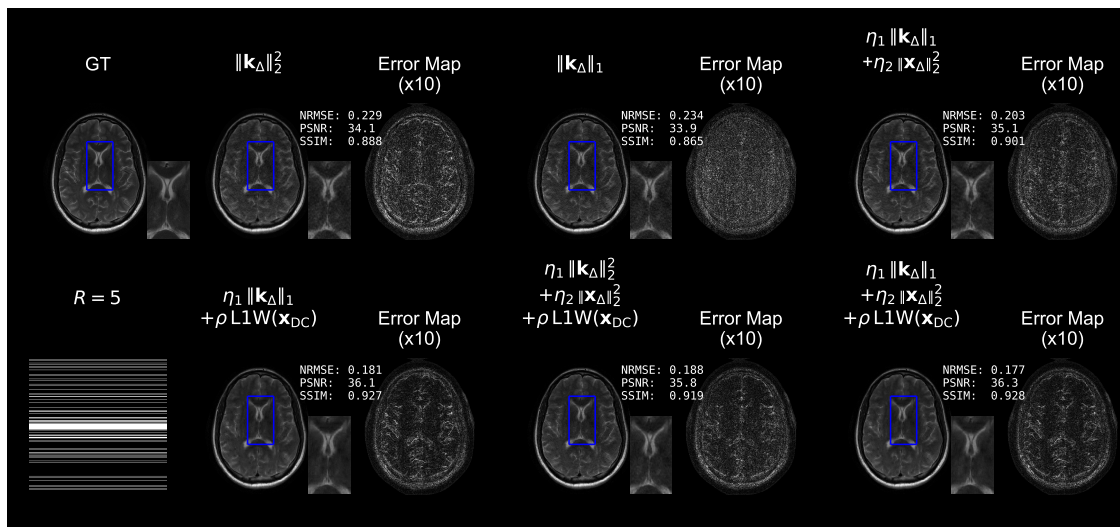 GT
‖k_Δ‖₂²
Error Map
(x10)
‖k_Δ‖₁
Error Map
(x10)
η₁ ‖k_Δ‖₁
+η₂ ‖x_Δ‖₂²
Error Map
(x10)
NRMSE: 0.229
PSNR: 34.1
SSIM: 0.888
NRMSE: 0.234
PSNR: 33.9
SSIM: 0.865
NRMSE: 0.203
PSNR: 35.1
SSIM: 0.901
R = 5
η₁ ‖k_Δ‖₁
+ρ L1W(x_DC)
Error Map
(x10)
η₁ ‖k_Δ‖₂²
+η₂ ‖x_Δ‖₂²
+ρ L1W(x_DC)
Error Map
(x10)
η₁ ‖k_Δ‖₁
+η₂ ‖x_Δ‖₂²
+ρ L1W(x_DC)
Error Map
(x10)
NRMSE: 0.181
PSNR: 36.1
SSIM: 0.927
NRMSE: 0.188
PSNR: 35.8
SSIM: 0.919
NRMSE: 0.177
PSNR: 36.3
SSIM: 0.928